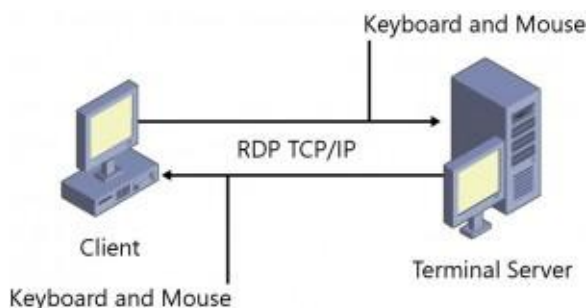 Keyboard and Mouse
RDP TCP/IP
Client
Terminal Server
Keyboard and Mouse